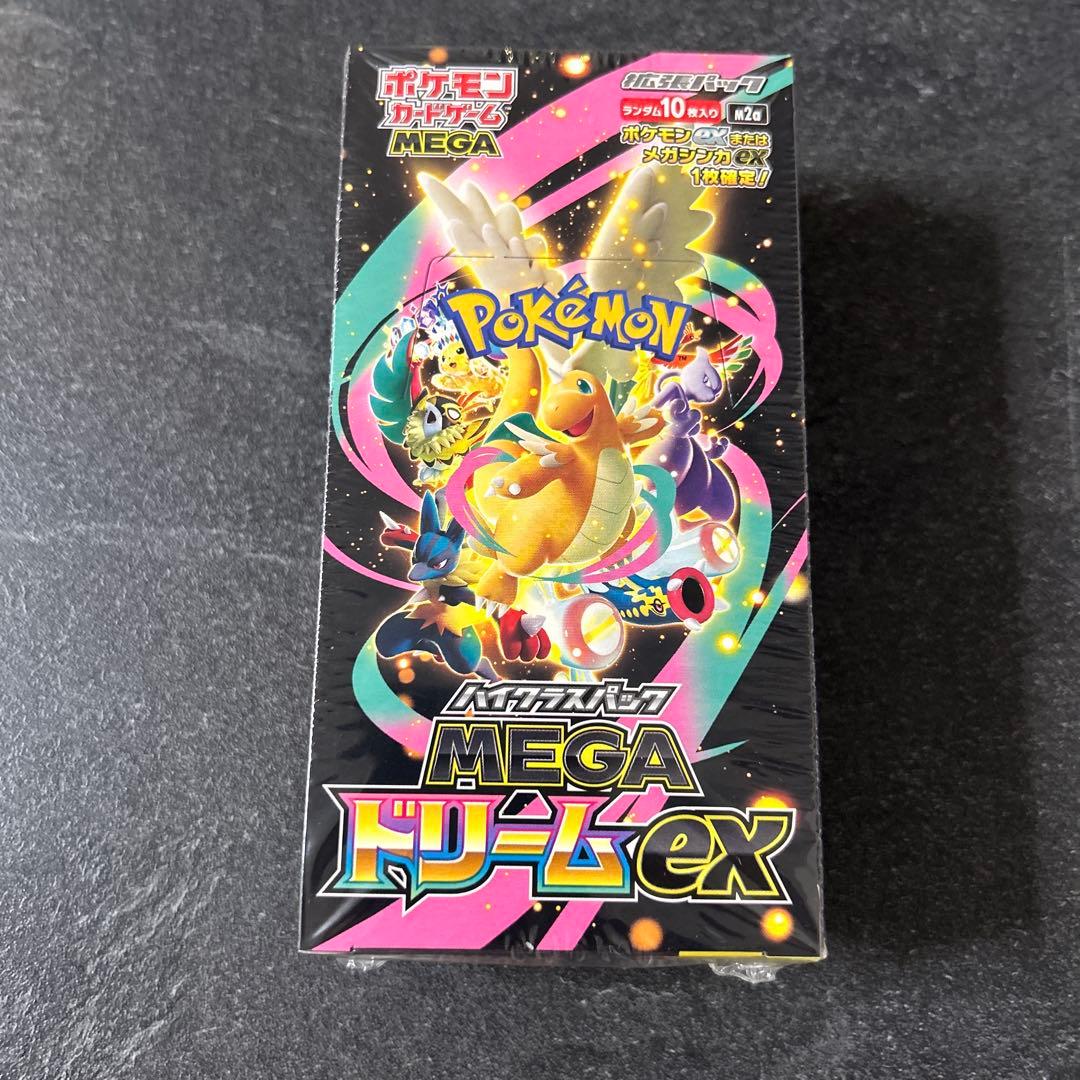 ポケモン
カードゲーム
MEGA
拡張パック
ランダム10枚入り M2a
ポケモンexまたは
メガシンカex
1枚確定!
POKÉMON
TM
ハイクラスパック
MEGA
ドリームex